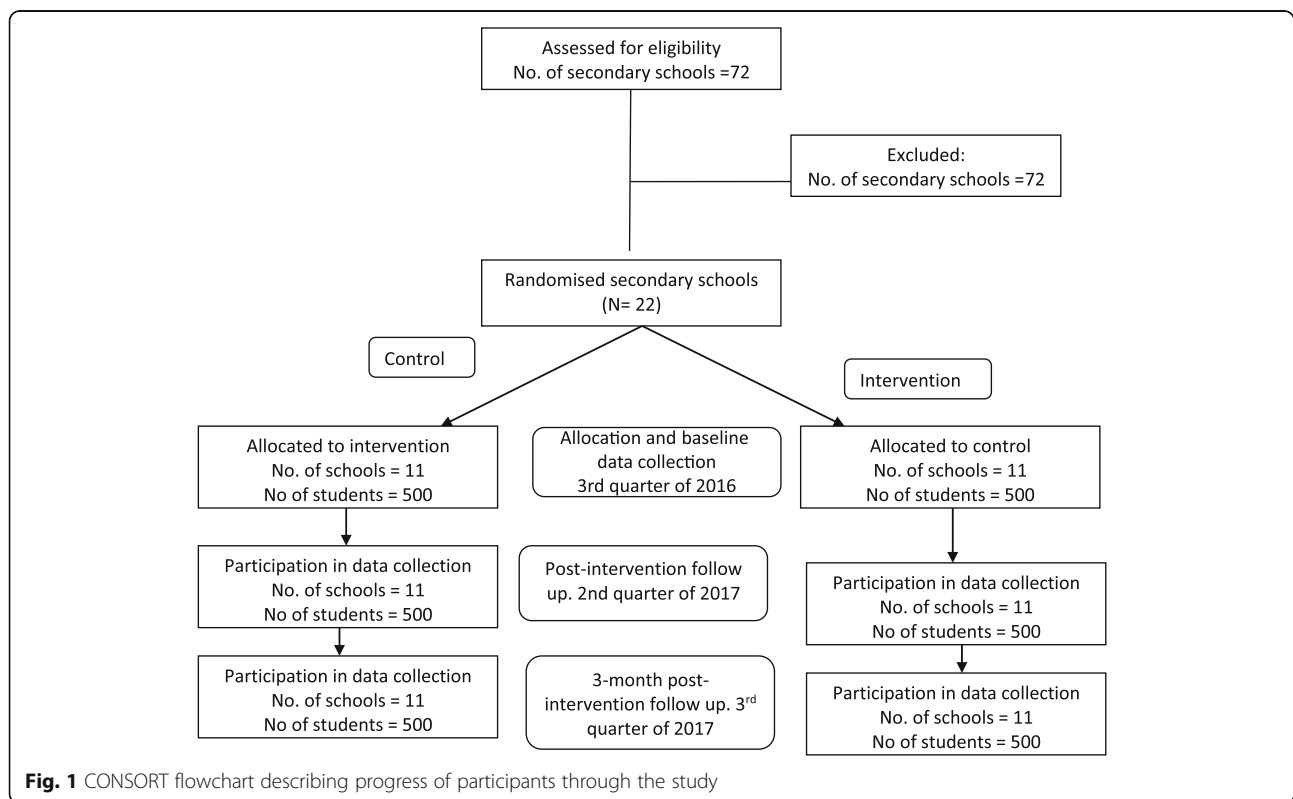 Assessed for eligibility
No. of secondary schools =72
Excluded:
No. of secondary schools =72
Randomised secondary schools
(N= 22)
Control
Intervention
Allocated to intervention
No. of schools = 11
No of students = 500
Allocation and baseline
data collection
3rd quarter of 2016
Allocated to control
No. of schools = 11
No of students = 500
Participation in data collection
No. of schools = 11
No of students = 500
Post-intervention follow
up. 2nd quarter of 2017
Participation in data collection
No. of schools = 11
No of students = 500
Participation in data collection
No. of schools = 11
No of students = 500
3-month post-
intervention follow up. 3rd
quarter of 2017
Participation in data collection
No. of schools = 11
No of students = 500
Fig. 1 CONSORT flowchart describing progress of participants through the study